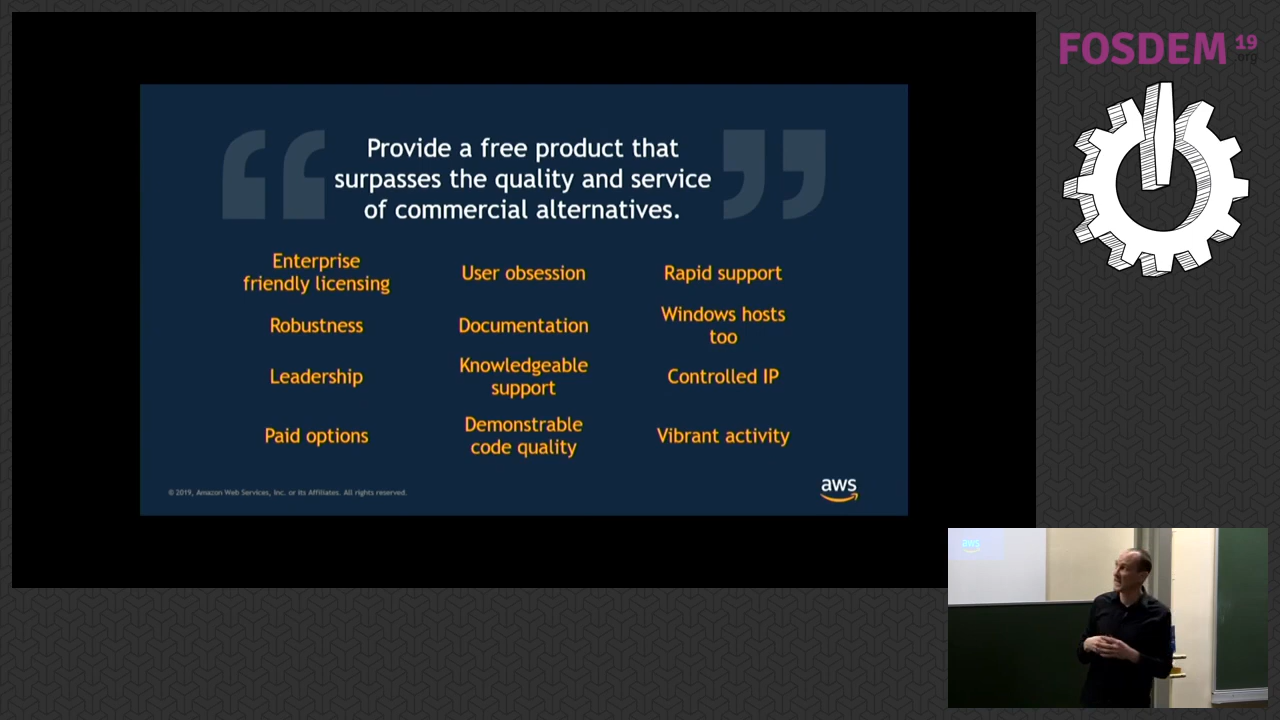 FOSDEM 19
.org
Provide a free product that
surpasses the quality and service
of commercial alternatives.
Enterprise
friendly licensing
User obsession
Rapid support
Robustness
Documentation
Windows hosts
too
Leadership
Knowledgeable
support
Controlled IP
Paid options
Demonstrable
code quality
Vibrant activity
© 2019, Amazon Web Services, Inc. or its Affiliates. All rights reserved.
aws
aws